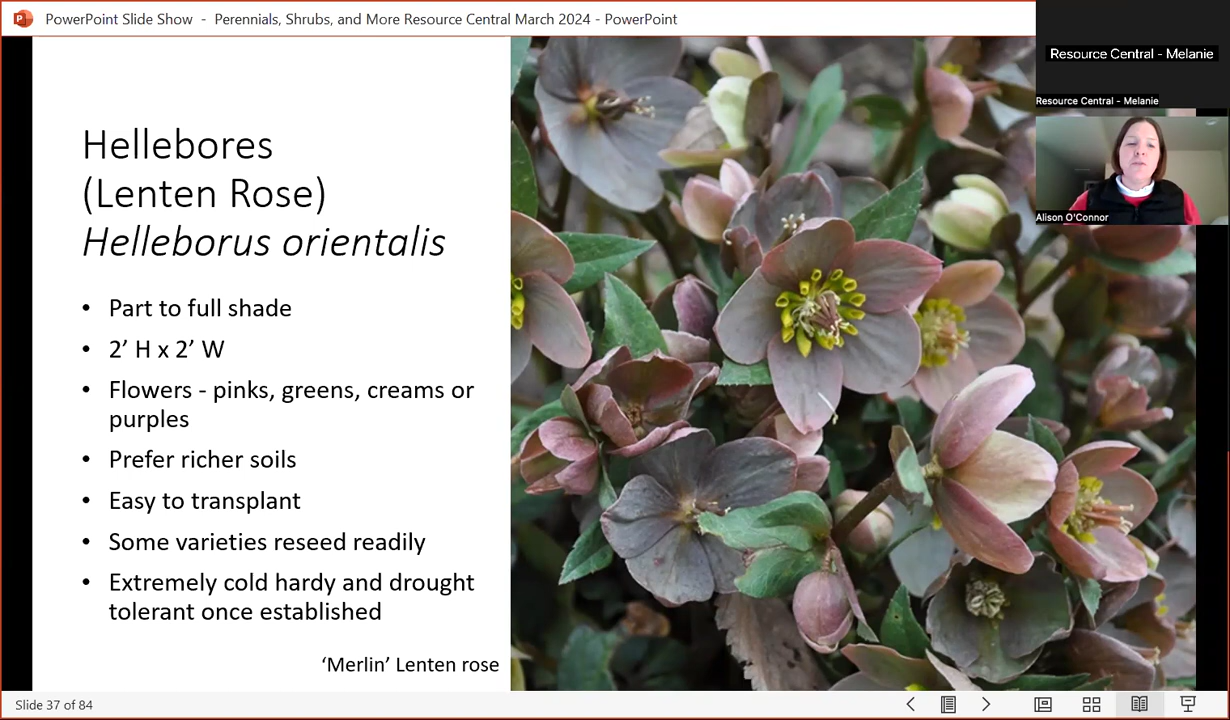 PowerPoint Slide Show - Perennials, Shrubs, and More Resource Central March 2024 - PowerPoint
Resource Central - Melanie
Resource Central - Melanie
Alison O'Connor
Hellebores
(Lenten Rose)
Helleborus orientalis
• Part to full shade
• 2’ H x 2’ W
• Flowers - pinks, greens, creams or
purples
• Prefer richer soils
• Easy to transplant
• Some varieties reseed readily
• Extremely cold hardy and drought
tolerant once established
‘Merlin’ Lenten rose
Slide 37 of 84